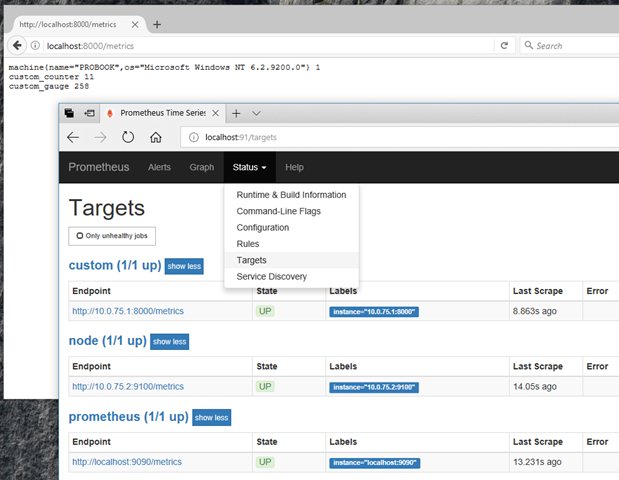 http://localhost:8000/metrics
localhost:8000/metrics
Search
machine{name="PROBOOK",os="Microsoft Windows NT 6.2.9200.0"} 1
custom_counter 11
custom_gauge 258
Prometheus Time Series
localhost:91/targets
Prometheus Alerts Graph Status Help
Runtime & Build Information
Command-Line Flags
Configuration
Rules
Targets
Service Discovery
Targets
Only unhealthy jobs
custom (1/1 up) show less
Endpoint State Labels Last Scrape Error
http://10.0.75.1:8000/metrics UP instance="10.0.75.1:8000" 8.863s ago
node (1/1 up) show less
Endpoint State Labels Last Scrape Error
http://10.0.75.2:9100/metrics UP instance="10.0.75.2:9100" 14.05s ago
prometheus (1/1 up) show less
Endpoint State Labels Last Scrape Error
http://localhost:9090/metrics UP instance="localhost:9090" 13.231s ago